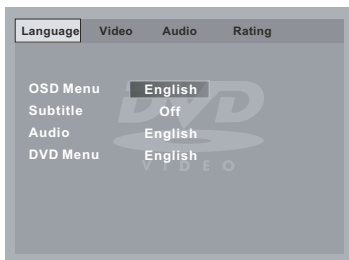 Language Video Audio Rating
OSD Menu English
Subtitle Off
Audio English
DVD Menu English
DVD
VIDEO